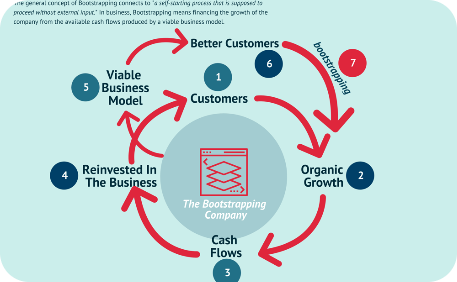 The general concept of Bootstrapping connects to "a self-starting process that is supposed to
proceed without external input." In business, Bootstrapping means financing the growth of the
company from the available cash flows produced by a viable business model.
Better Customers
6
bootstrapping
7
5
Viable
Business
Model
1
Customers
4
Reinvested In
The Business
The Bootstrapping
Company
Organic
Growth
2
Cash
Flows
3